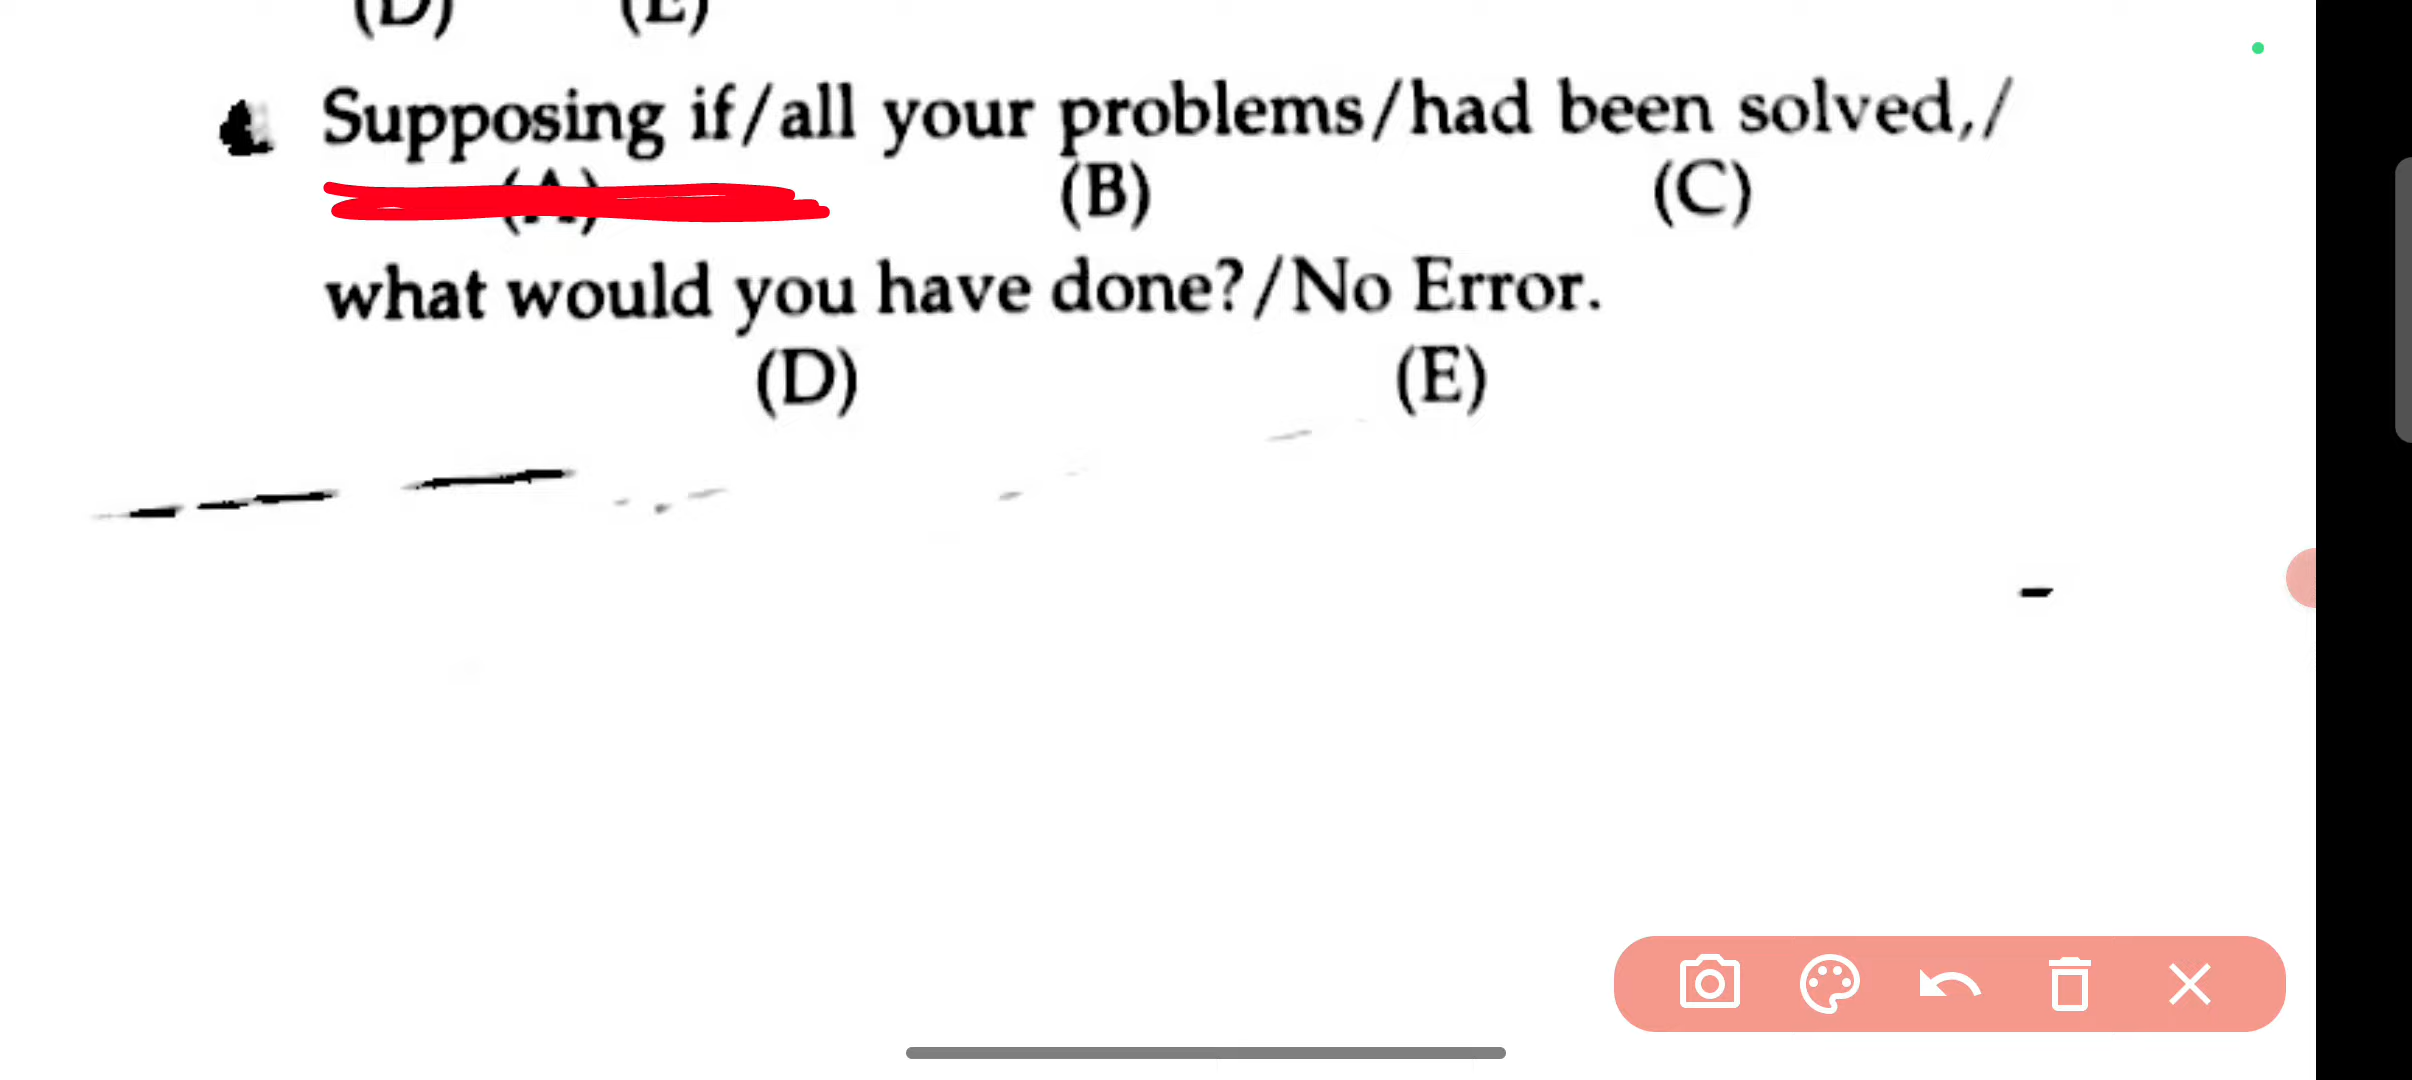 (D) (E)
Supposing if/all your problems/had been solved,/
(A) (B) (C)
what would you have done?/No Error.
(D) (E)